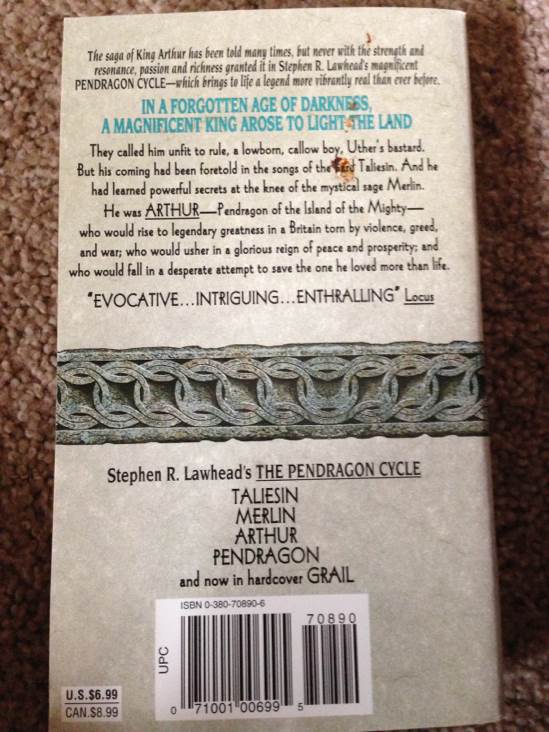 The saga of King Arthur has been told many times, but never with the strength and
resonance, passion and richness granted it in Stephen R. Lawhead's magnificent
PENDRAGON CYCLE—which brings to life a legend more vibrantly real than ever before.
IN A FORGOTTEN AGE OF DARKNESS,
A MAGNIFICENT KING AROSE TO LIGHT THE LAND
They called him unfit to rule, a lowborn, callow boy, Uther's bastard.
But his coming had been foretold in the songs of the bard Taliesin. And he
had learned powerful secrets at the knee of the mystical sage Merlin.
He was ARTHUR—Pendragon of the Island of the Mighty—
who would rise to legendary greatness in a Britain torn by violence, greed,
and war; who would usher in a glorious reign of peace and prosperity; and
who would fall in a desperate attempt to save the one he loved more than life.
"EVOCATIVE...INTRIGUING...ENTHRALLING" Locus
Stephen R. Lawhead's THE PENDRAGON CYCLE
TALIESIN
MERLIN
ARTHUR
PENDRAGON
and now in hardcover GRAIL
ISBN 0-380-70890-6
70890
UPC
0 71001 00699 5
U.S.$6.99
CAN.$8.99